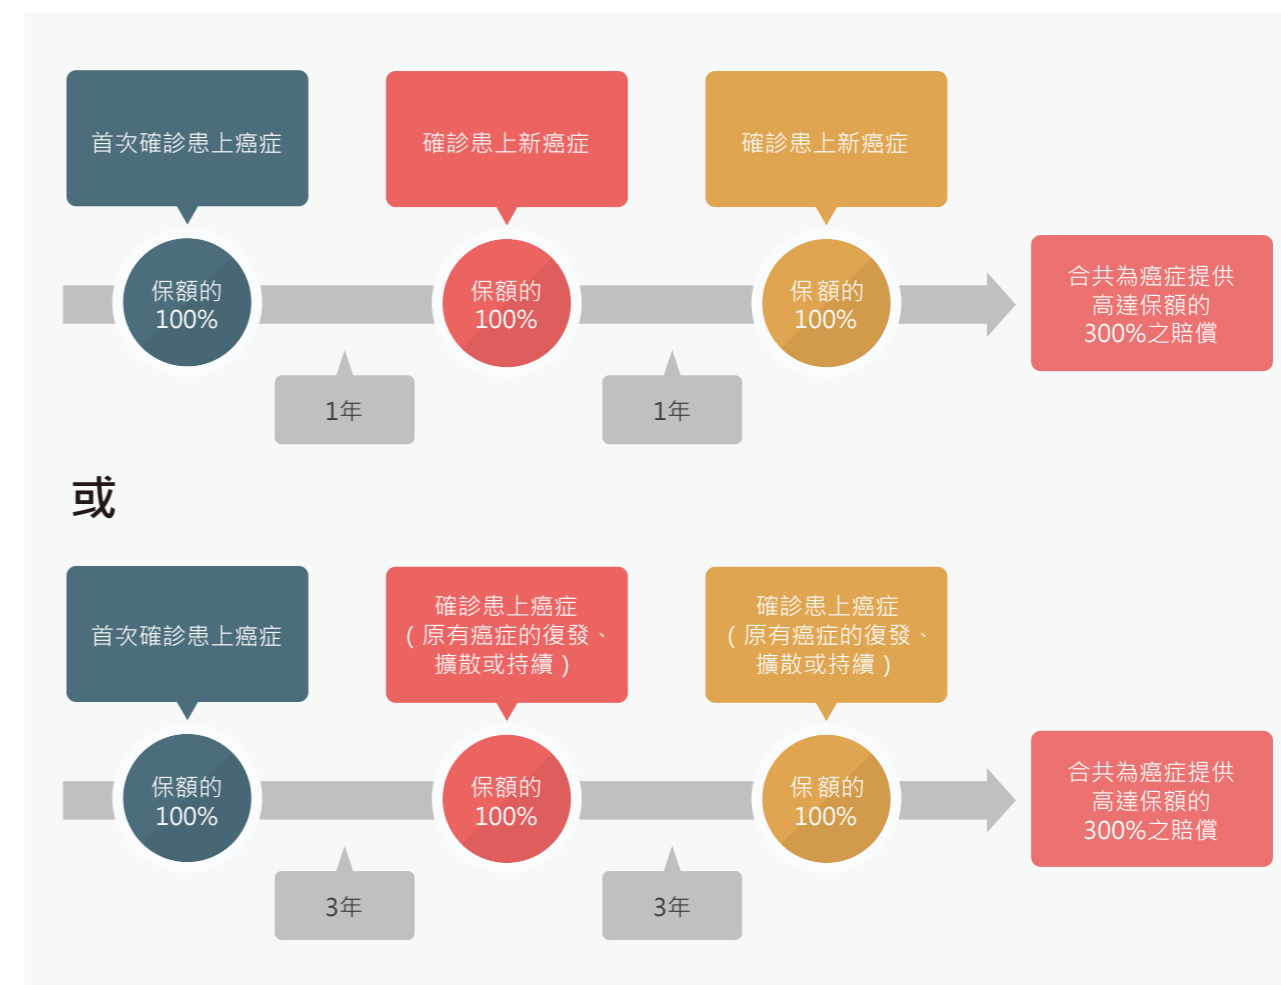 首次確診患上癌症
確診患上新癌症
確診患上新癌症
保額的
100%
保額的
100%
保額的
100%
合共為癌症提供
高達保額的
300%之賠償
1年
1年
或
首次確診患上癌症
確診患上癌症
(原有癌症的復發、
擴散或持續)
確診患上癌症
(原有癌症的復發、
擴散或持續)
保額的
100%
保額的
100%
保額的
100%
合共為癌症提供
高達保額的
300%之賠償
3年
3年